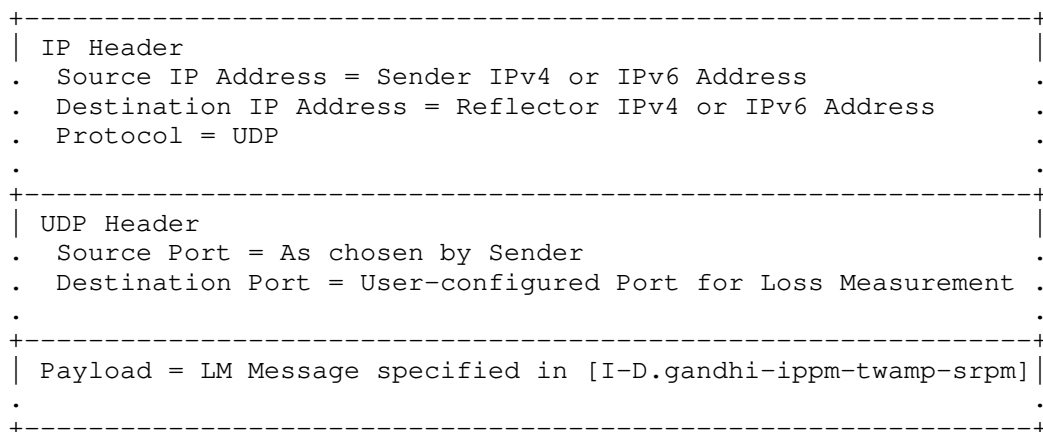 +---------------------------------------------------------------+
| IP Header                                                     |
.  Source IP Address = Sender IPv4 or IPv6 Address              .
.  Destination IP Address = Reflector IPv4 or IPv6 Address      .
.  Protocol = UDP                                               .
.                                                               .
+---------------------------------------------------------------+
| UDP Header                                                    |
.  Source Port = As chosen by Sender                            .
.  Destination Port = User-configured Port for Loss Measurement .
.                                                               .
+---------------------------------------------------------------+
| Payload = LM Message specified in [I-D.gandhi-ippm-twamp-srpm]|
.                                                               .
+---------------------------------------------------------------+